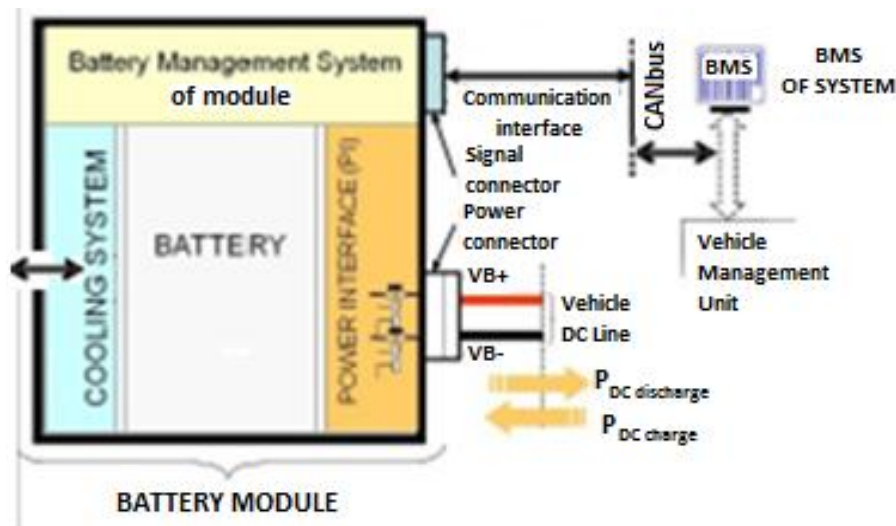 Battery Management System
of module
COOLING SYSTEM
BATTERY
POWER INTERFACE (PI)
Communication
interface
Signal
connector
Power
connector
CANbus
BMS
BMS
OF SYSTEM
Vehicle
Management
Unit
VB+
VB-
Vehicle
DC Line
P DC discharge
P DC charge
BATTERY MODULE